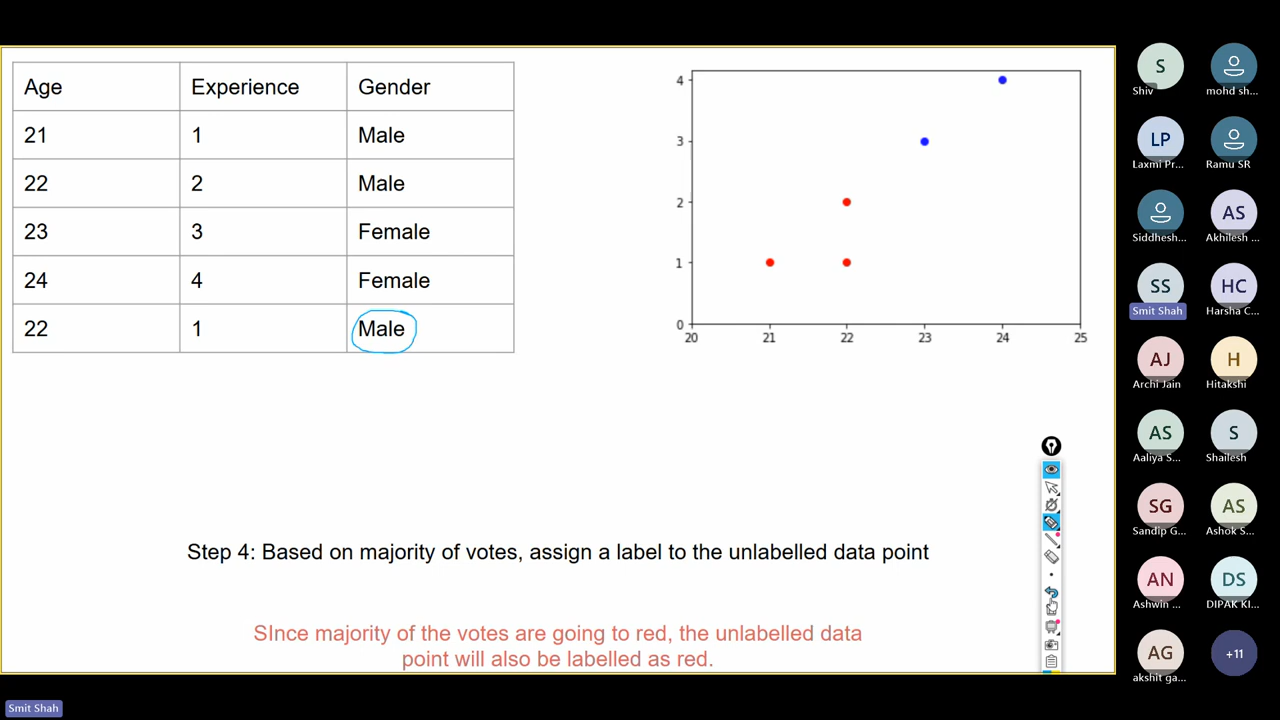 Age Experience Gender
21 1 Male
22 2 Male
23 3 Female
24 4 Female
22 1 Male
4
3
2
1
0
20 21 22 23 24 25
Step 4: Based on majority of votes, assign a label to the unlabelled data point
SInce majority of the votes are going to red, the unlabelled data
point will also be labelled as red.
S
Shiv mohd sh...
LP
Laxmi Pr... Ramu SR
AS
Siddhesh... Akhilesh ...
SS HC
Smit Shah Harsha C...
AJ H
Archi Jain Hitakshi
AS S
Aaliya S... Shailesh
SG AS
Sandip G... Ashok S...
AN DS
Ashwin ... DIPAK KI...
AG +11
akshit ga...
Smit Shah